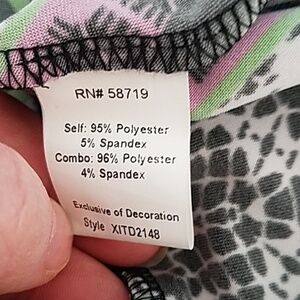 RN# 58719
Self: 95% Polyester
5% Spandex
Combo: 96% Polyester
4% Spandex
Exclusive of Decoration
Style XITD2148